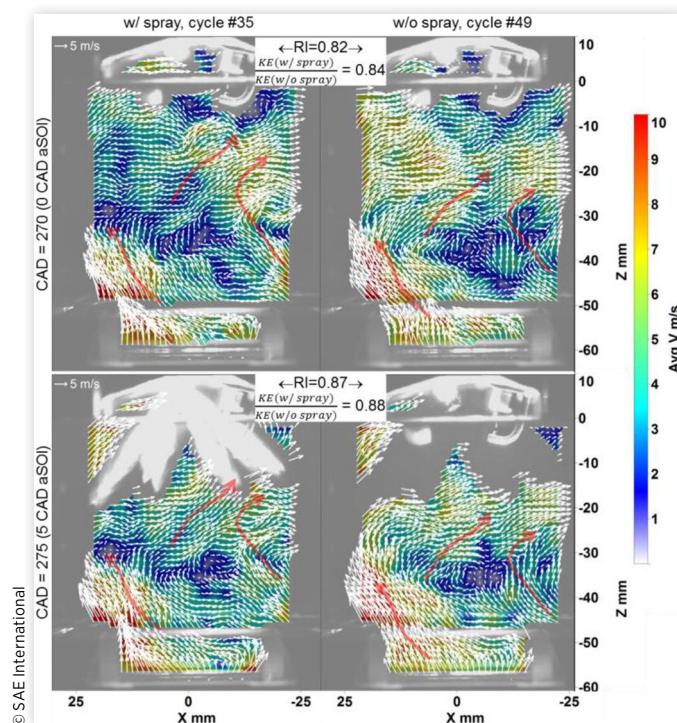 w/ spray, cycle #35
w/o spray, cycle #49
→ 5 m/s
←RI=0.82→
KE(w/ spray)
KE(w/o spray)
= 0.84
CAD = 270 (0 CAD aSOI)
10
0
-10
-20
-30
-40
-50
-60
Z mm
10
9
8
7
6
5
4
3
2
1
Avg V m/s
→ 5 m/s
←RI=0.87→
KE(w/ spray)
KE(w/o spray)
= 0.88
CAD = 275 (5 CAD aSOI)
10
0
-10
-20
-30
-40
-50
-60
Z mm
30
0
-25
0
-25
X mm
X mm
© SAE International